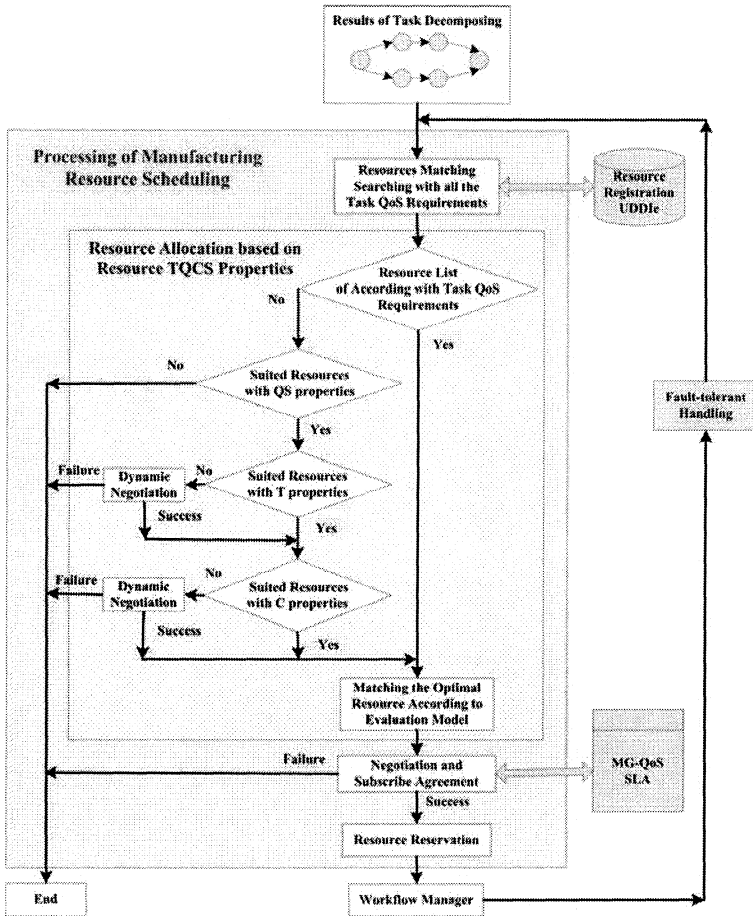 Results of Task Decomposing
Processing of Manufacturing
Resource Scheduling
Resources Matching
Searching with all the
Task QoS Requirements
Resource
Registration
UDDIe
Resource Allocation based on
Resource TQCS Properties
Resource List
of According with Task QoS
Requirements
No
Yes
No
Suited Resources
with QS properties
Fault-tolerant
Handling
Yes
Failure
Dynamic
Negotiation
No
Suited Resources
with T properties
Success
Yes
Failure
Dynamic
Negotiation
No
Suited Resources
with C properties
Success
Yes
Matching the Optimal
Resource According to
Evaluation Model
Failure
Negotiation and
Subscribe Agreement
MG-QoS
SLA
Success
Resource Reservation
End
Workflow Manager